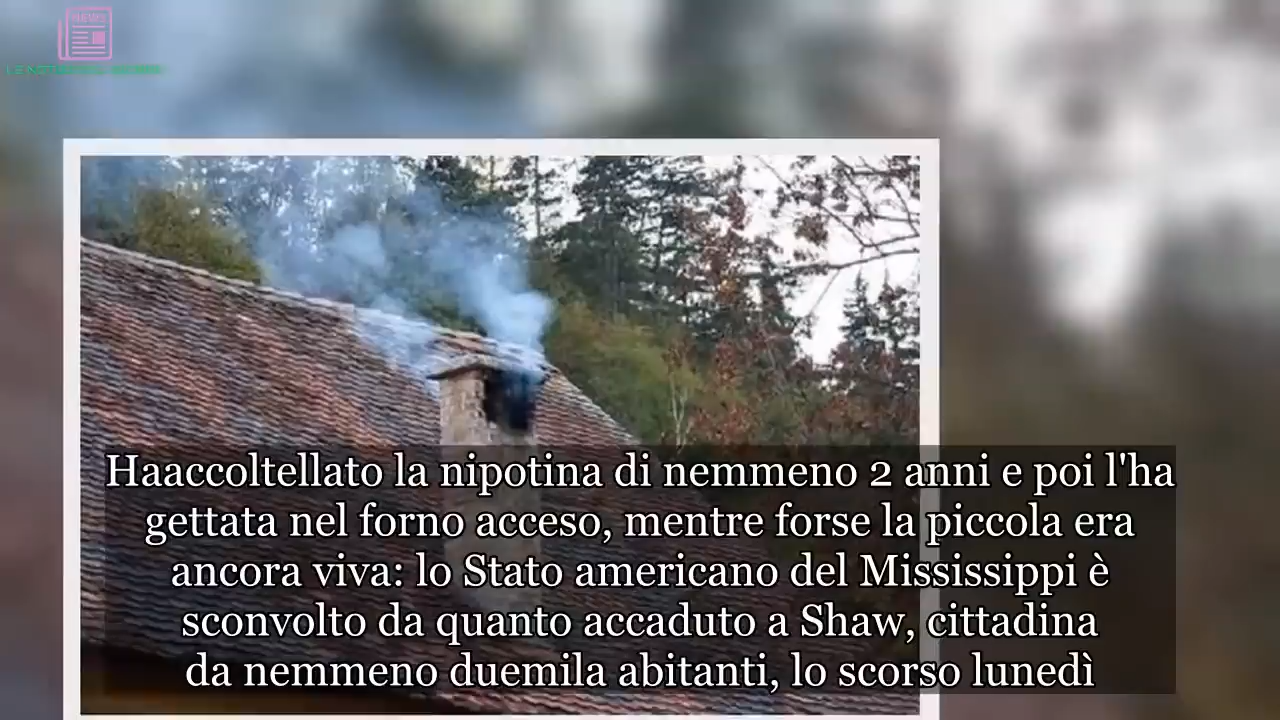 NEWS
Haaccoltellato la nipotina di nemmeno 2 anni e poi l'ha
gettata nel forno acceso, mentre forse la piccola era
ancora viva: lo Stato americano del Mississippi è
sconvolto da quanto accaduto a Shaw, cittadina
da nemmeno duemila abitanti, lo scorso lunedì